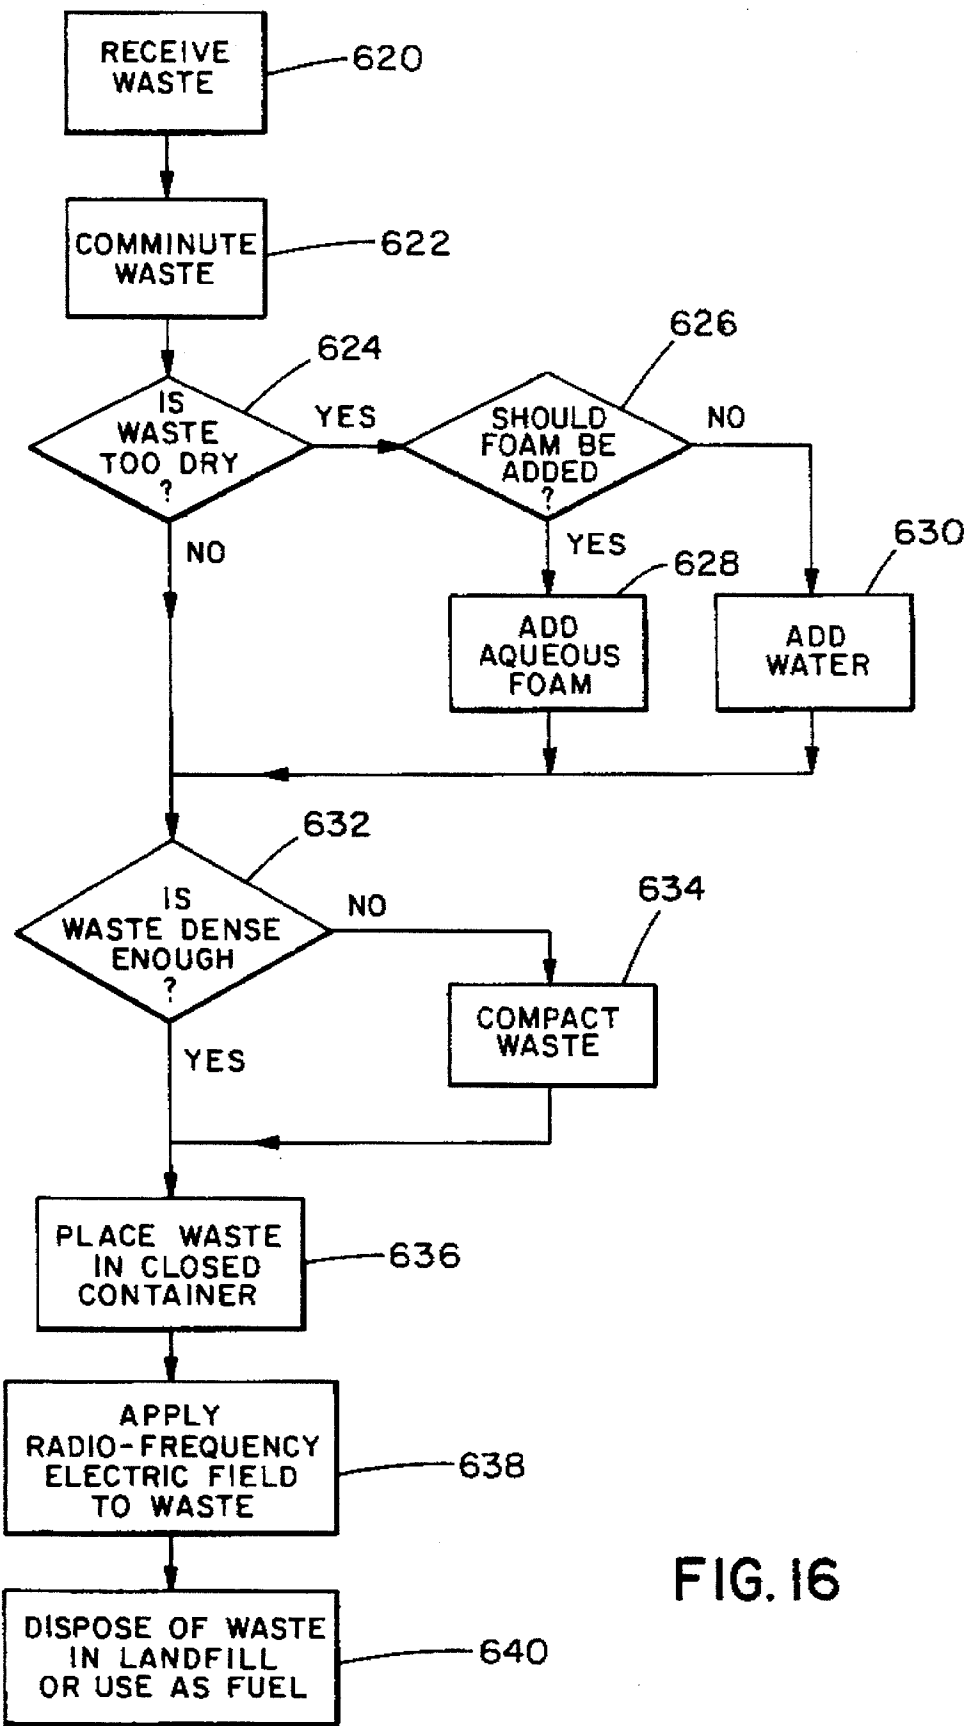 RECEIVE
WASTE
620
COMMINUTE
WASTE
622
624
IS
WASTE
TOO DRY
?
YES
NO
626
SHOULD
FOAM BE
ADDED
?
NO
YES
628
ADD
AQUEOUS
FOAM
630
ADD
WATER
632
IS
WASTE DENSE
ENOUGH
?
NO
YES
634
COMPACT
WASTE
PLACE WASTE
IN CLOSED
CONTAINER
636
APPLY
RADIO-FREQUENCY
ELECTRIC FIELD
TO WASTE
638
DISPOSE OF WASTE
IN LANDFILL
OR USE AS FUEL
640
FIG. 16